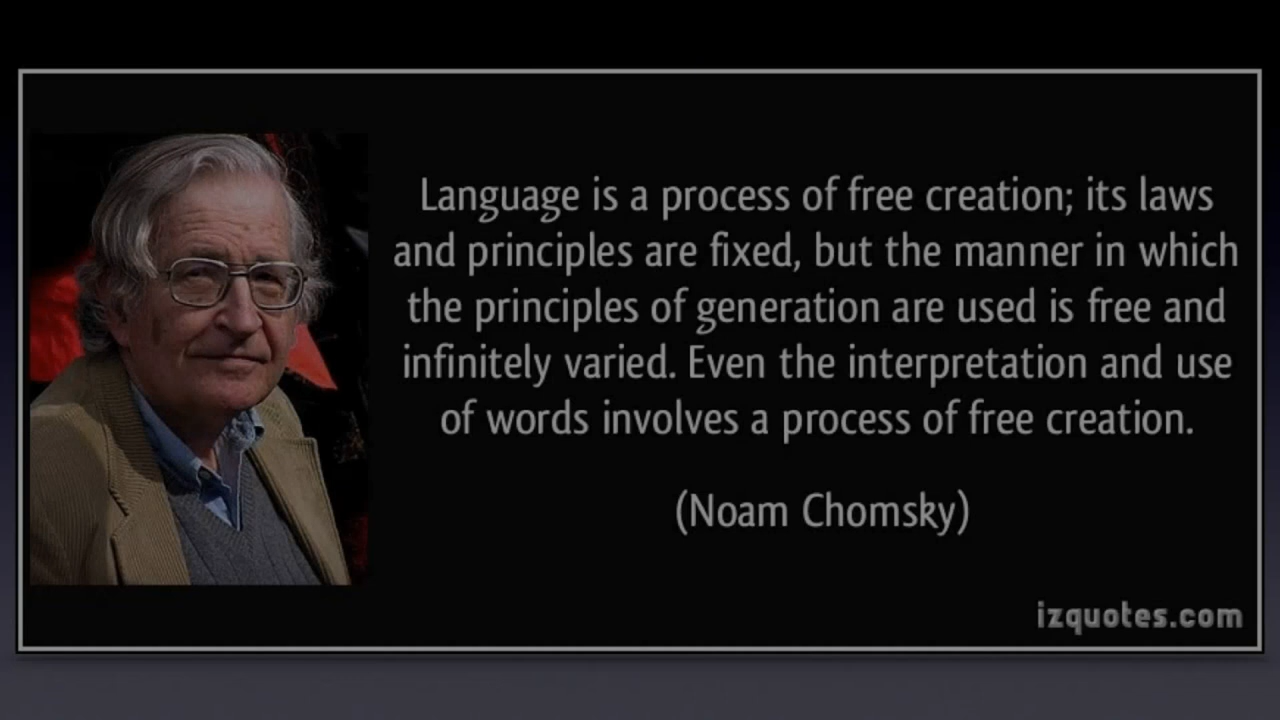 Language is a process of free creation; its laws
and principles are fixed, but the manner in which
the principles of generation are used is free and
infinitely varied. Even the interpretation and use
of words involves a process of free creation.
(Noam Chomsky)
izquotes.com